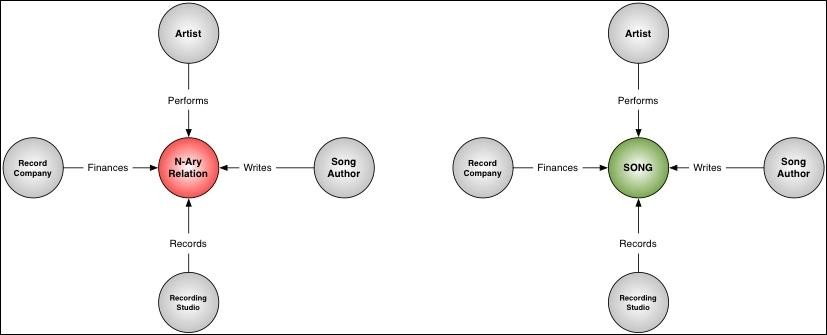 Artist
Performs
Record
Company
Finances
N-Ary
Relation
Writes
Song
Author
Records
Recording
Studio
Artist
Performs
Record
Company
Finances
SONG
Writes
Song
Author
Records
Recording
Studio